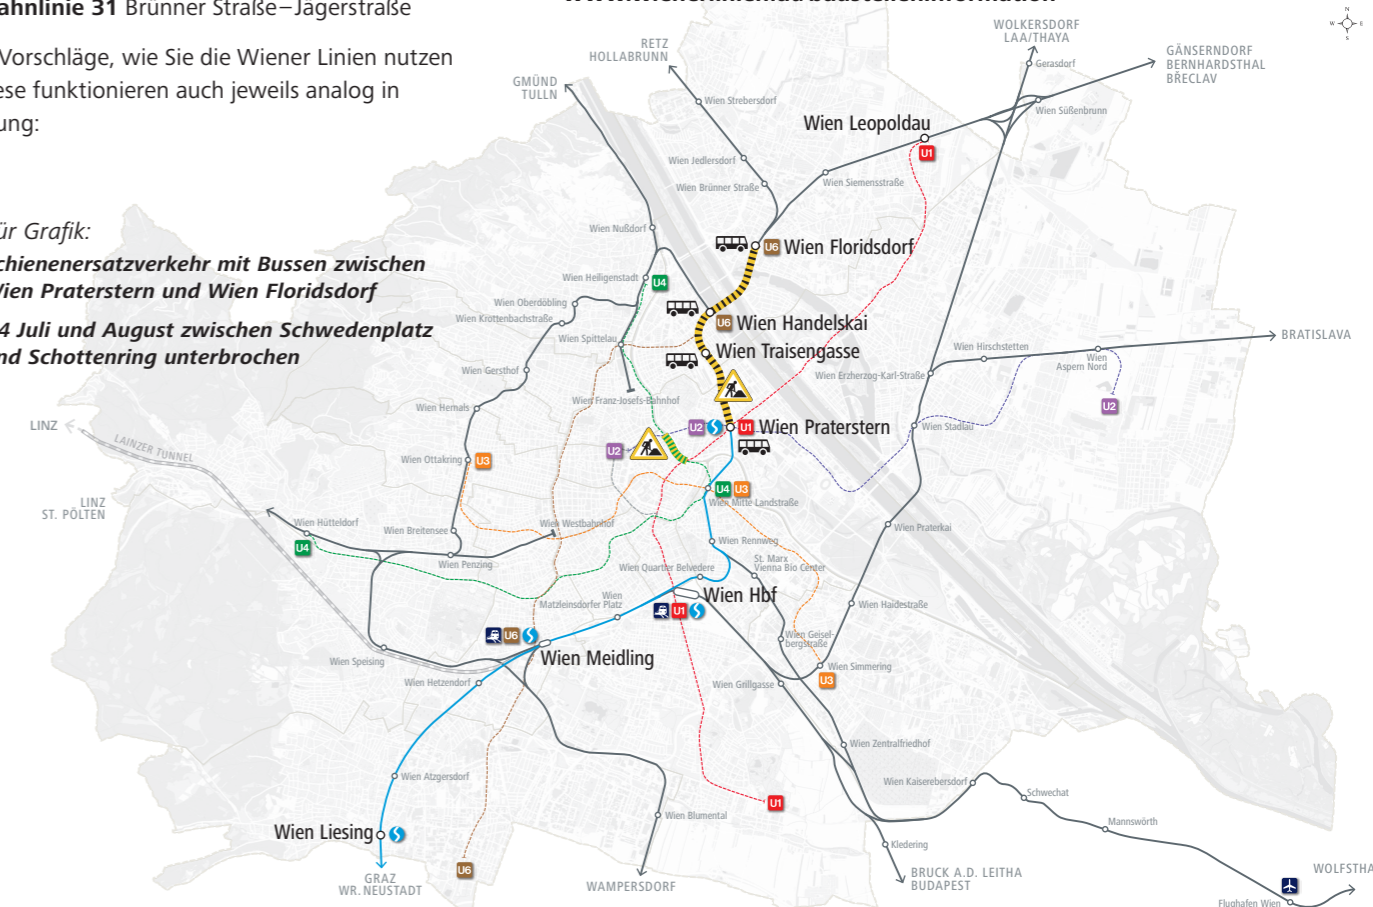 ahnlinie 31 Brünner Straße–Jägerstraße
Vorschläge, wie Sie die Wiener Linien nutzen
ese funktionieren auch jeweils analog in
ung:
ür Grafik:
chienenersatzverkehr mit Bussen zwischen
Wien Praterstern und Wien Floridsdorf
4 Juli und August zwischen Schwedenplatz
nd Schottenring unterbrochen
N
W
E
S
WOLKERSDORF
LAA/THAYA
Gerasdorf
GÄNSERNDORF
BERNHARDSTHAL
BŘECLAV
RETZ
HOLLABRUNN
GMÜND
TULLN
Wien Strebersdorf
Wien Süßenbrunn
Wien Leopoldau
U1
Wien Jedlersdorf
Wien Siemensstraße
Wien Brünner Straße
Wien Nußdorf
U6
Wien Floridsdorf
Wien Heiligenstadt
U4
Wien Oberdöbling
Wien Krottenbachstraße
U6
Wien Handelskai
Wien Spittelau
Wien Traisengasse
Wien Hirschstetten
BRATISLAVA
Wien
Aspern Nord
Wien Gersthof
Wien Erzherzog-Karl-Straße
Wien Franz-Josefs-Bahnhof
U2
Wien Hernals
LINZ
LAINZER TUNNEL
U2
U1
Wien Praterstern
Wien Stadlau
U2
Wien Ottakring
U3
U4
U3
Wien Mitte Landstraße
LINZ
ST. PÖLTEN
Wien Hütteldorf
U4
Wien Breitensee
Wien Westbahnhof
Wien Praterkai
Wien Penzing
Wien Rennweg
St. Marx
Vienna Bio Center
Wien Quartier Belvedere
Wien
Matzleinsdorfer Platz
Wien Hbf
U1
Wien Haidestraße
U6
Wien Meidling
Wien Geisel-
bergstraße
Wien Speising
Wien Simmering
U3
Wien Hetzendorf
Wien Grillgasse
Wien Zentralfriedhof
Wien Atzgersdorf
Wien Kaiserebersdorf
Schwechat
U1
Wien Blumental
Mannswörth
Wien Liesing
Kledering
U6
GRAZ
WR. NEUSTADT
WAMPERSDORF
BRUCK A.D. LEITHA
BUDAPEST
WOLFSTHA
Flughafen Wien